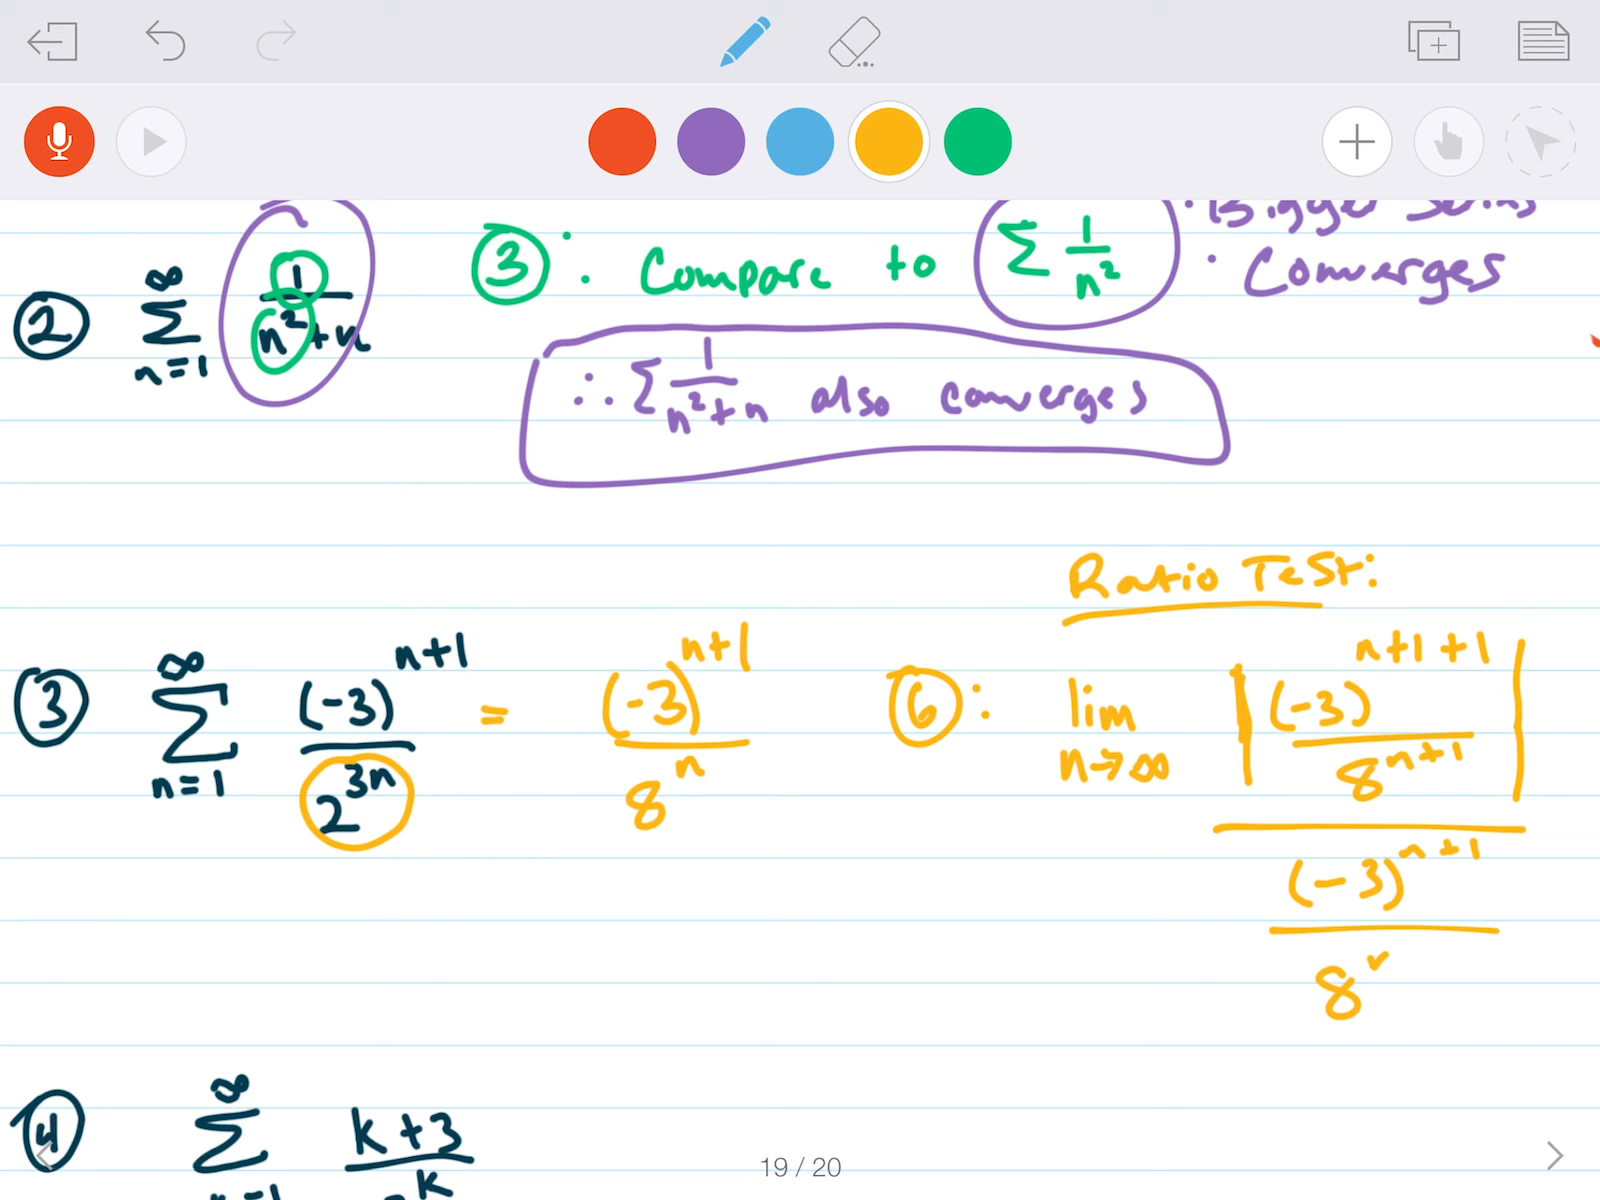 · Bigger Series
② ∞ Σ n=1 1/(n²+n) ③: Compare to Σ 1/n² · Converges
∴ Σ 1/(n²+n) also converges
Ratio Test:
③ ∞ Σ n=1 (-3)^(n+1) / 2^(3n) = (-3)^(n+1) / 8^n ⑥: lim n→∞ | (-3)^(n+1+1) / 8^(n+1) |
(-3)^(n+1) / 8^n
④ ∞ Σ k=1 k+3 / k
19 / 20